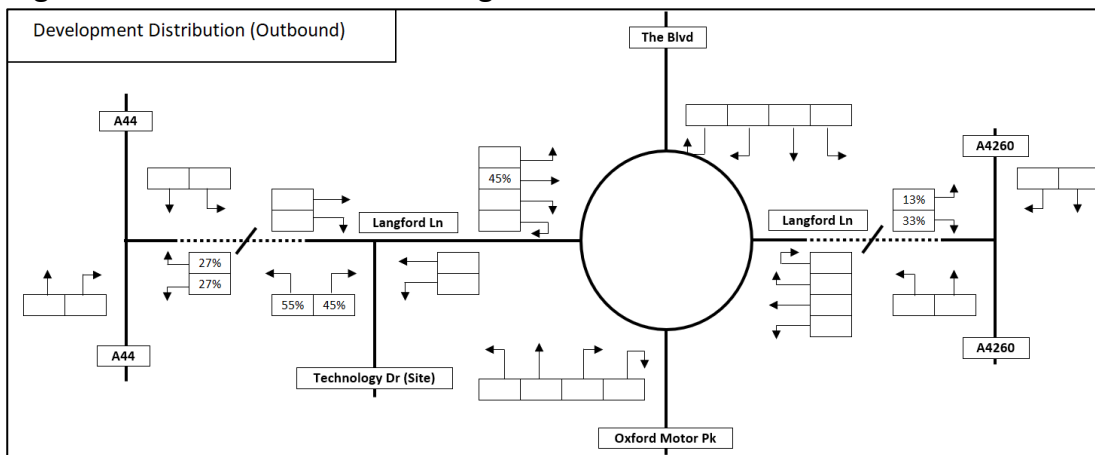 Development Distribution (Outbound)
The Blvd
A44
A4260
45%
13%
33%
Langford Ln
Langford Ln
27%
27%
55% 45%
A44
A4260
Technology Dr (Site)
Oxford Motor Pk